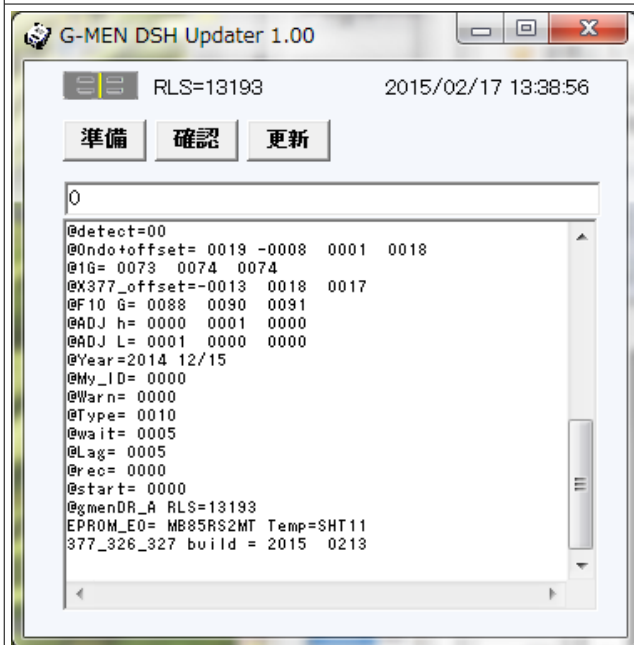 G-MEN DSH Updater 1.00
RLS=13193 2015/02/17 13:38:56
準備 確認 更新
0
@detect=00
@Ondo+offset= 0019 -0008 0001 0018
@1G= 0073 0074 0074
@X377_offset=-0013 0018 0017
@F10 G= 0088 0090 0091
@ADJ h= 0000 0001 0000
@ADJ L= 0001 0000 0000
@Year=2014 12/15
@My_ID= 0000
@Warn= 0000
@Type= 0010
@wait= 0005
@Lag= 0005
@rec= 0000
@start= 0000
@gmenDR_A RLS=13193
EPROM_E0= MB85RS2MT Temp=SHT11
377_326_327 build = 2015 0213